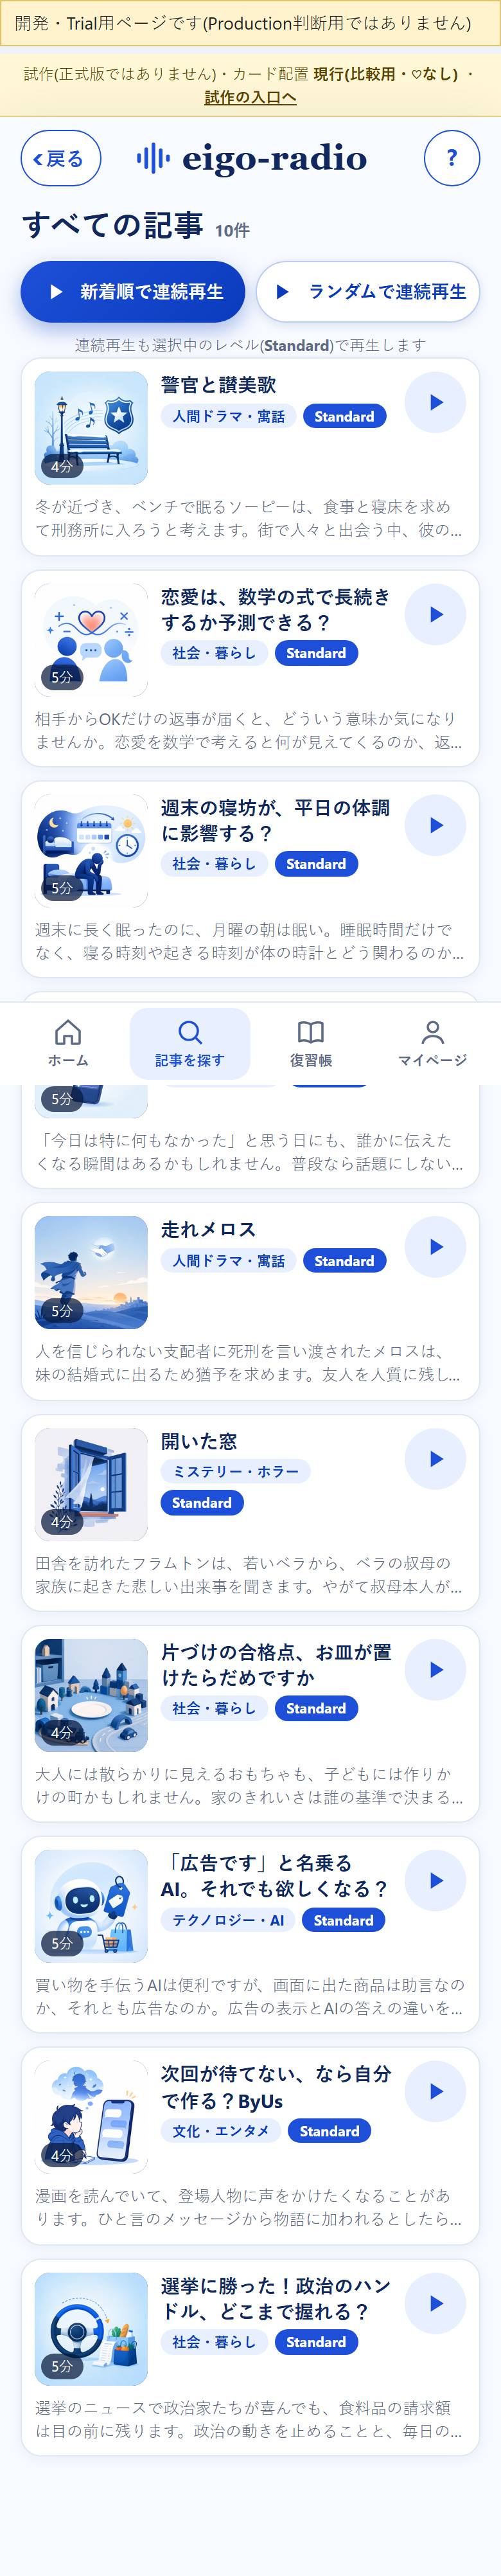 開発・Trial用ページです(Production判断用ではありません)
試作(正式版ではありません)・カード配置 現行(比較用・♡なし) ・
試作の入口へ
戻る
eigo-radio
?
すべての記事 10件
新着順で連続再生
ランダムで連続再生
連続再生も選択中のレベル(Standard)で再生します
警官と讃美歌
人間ドラマ・寓話 Standard
4分
冬が近づき、ベンチで眠るソーピーは、食事と寝床を求め
て刑務所に入ろうと考えます。街で人々と出会う中、彼の…
恋愛は、数学の式で長続き
するか予測できる？
社会・暮らし Standard
5分
相手からOKだけの返事が届くと、どういう意味か気になり
ませんか。恋愛を数学で考えると何が見えてくるのか、返…
週末の寝坊が、平日の体調
に影響する？
社会・暮らし Standard
5分
週末に長く眠ったのに、月曜の朝は眠い。睡眠時間だけで
なく、寝る時刻や起きる時刻が体の時計とどう関わるのか…
ホーム
記事を探す
復習帳
マイページ
5分
「今日は特に何もなかった」と思う日にも、誰かに伝えた
くなる瞬間はあるかもしれません。普段なら話題にしない…
走れメロス
人間ドラマ・寓話 Standard
5分
人を信じられない支配者に死刑を言い渡されたメロスは、
妹の結婚式に出るため猶予を求めます。友人を人質に残し…
開いた窓
ミステリー・ホラー
Standard
4分
田舎を訪れたフラムトンは、若いベラから、ベラの叔母の
家族に起きた悲しい出来事を聞きます。やがて叔母本人が…
片づけの合格点、お皿が置
けたらだめですか
社会・暮らし Standard
4分
大人には散らかりに見えるおもちゃも、子どもには作りか
けの町かもしれません。家のきれいさは誰の基準で決まる…
「広告です」と名乗る
AI。それでも欲しくなる？
テクノロジー・AI Standard
5分
買い物を手伝うAIは便利ですが、画面に出た商品は助言なの
か、それとも広告なのか。広告の表示とAIの答えの違いを…
次回が待てない、なら自分
で作る？ByUs
文化・エンタメ Standard
4分
漫画を読んでいて、登場人物に声をかけたくなることがあ
ります。ひと言のメッセージから物語に加われるとしたら…
選挙に勝った！政治のハン
ドル、どこまで握れる？
社会・暮らし Standard
5分
選挙のニュースで政治家たちが喜んでも、食料品の請求額
は目の前に残ります。政治の動きを止めることと、毎日の…